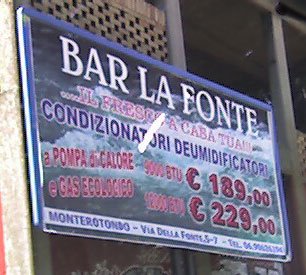 BAR LA FONTE
...IL FRESCO A CASA TUA!!!
CONDIZIONATORI DEUMIDIFICATORI
a POMPA di CALORE 9000 BTU € 189,00
e GAS ECOLOGICO 12000 BTU € 229,00
MONTEROTONDO - VIA DELLA FONTE, 5-7 - TEL.